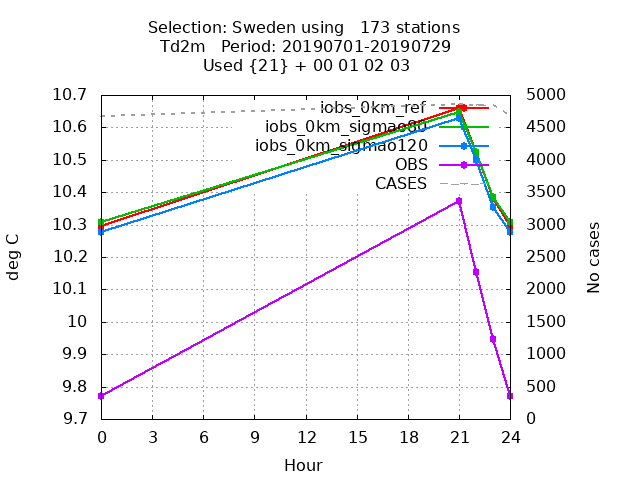 Selection: Sweden using   173 stations
Td2m   Period: 20190701-20190729
Used {21} + 00 01 02 03
10.7
10.6
10.5
10.4
10.3
10.2
10.1
10
9.9
9.8
9.7
deg C
iobs_0km_ref
iobs_0km_sigmao80
iobs_0km_sigmao120
OBS
CASES
5000
4500
4000
3500
3000
2500
2000
1500
1000
500
0
No cases
0 3 6 9 12 15 18 21 24
Hour